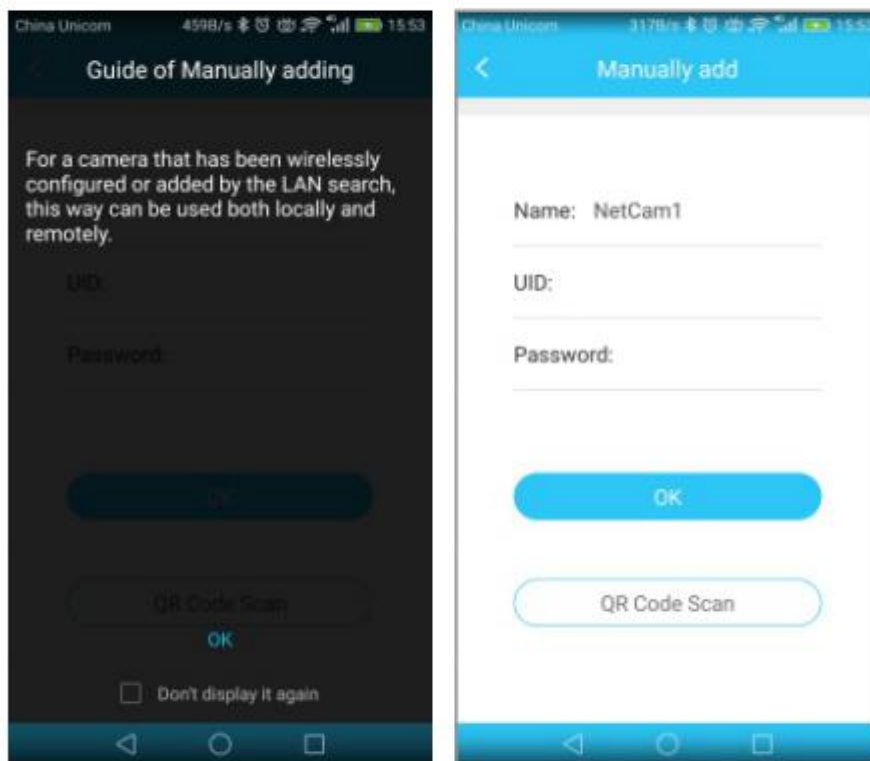 China Unicom 459B/s 15:53
Guide of Manually adding
For a camera that has been wirelessly
configured or added by the LAN search,
this way can be used both locally and
remotely.
UID:
Password:
OK
QR Code Scan
OK
Don't display it again
China Unicom 317B/s 15:53
Manually add
Name: NetCam1
UID:
Password:
OK
QR Code Scan